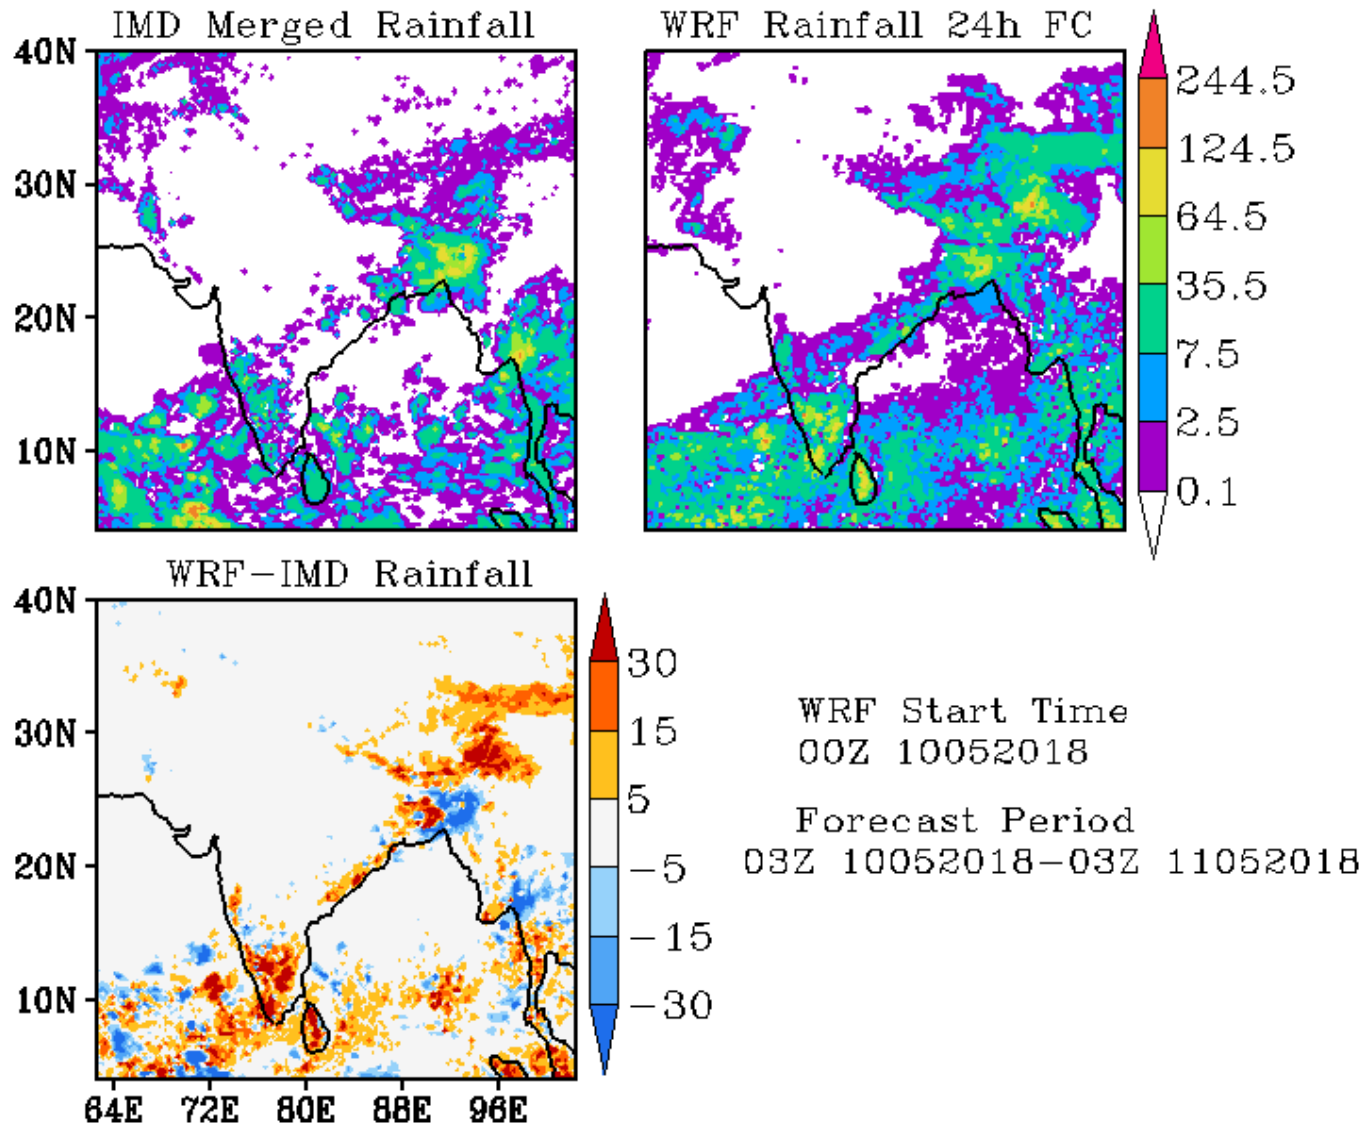 IMD Merged Rainfall
WRF Rainfall 24h FC
40N
30N
20N
10N
244.5
124.5
64.5
35.5
7.5
2.5
0.1
WRF-IMD Rainfall
40N
30N
20N
10N
64E 72E 80E 88E 96E
30
15
5
-5
-15
-30
WRF Start Time
00Z 10052018
Forecast Period
03Z 10052018-03Z 11052018